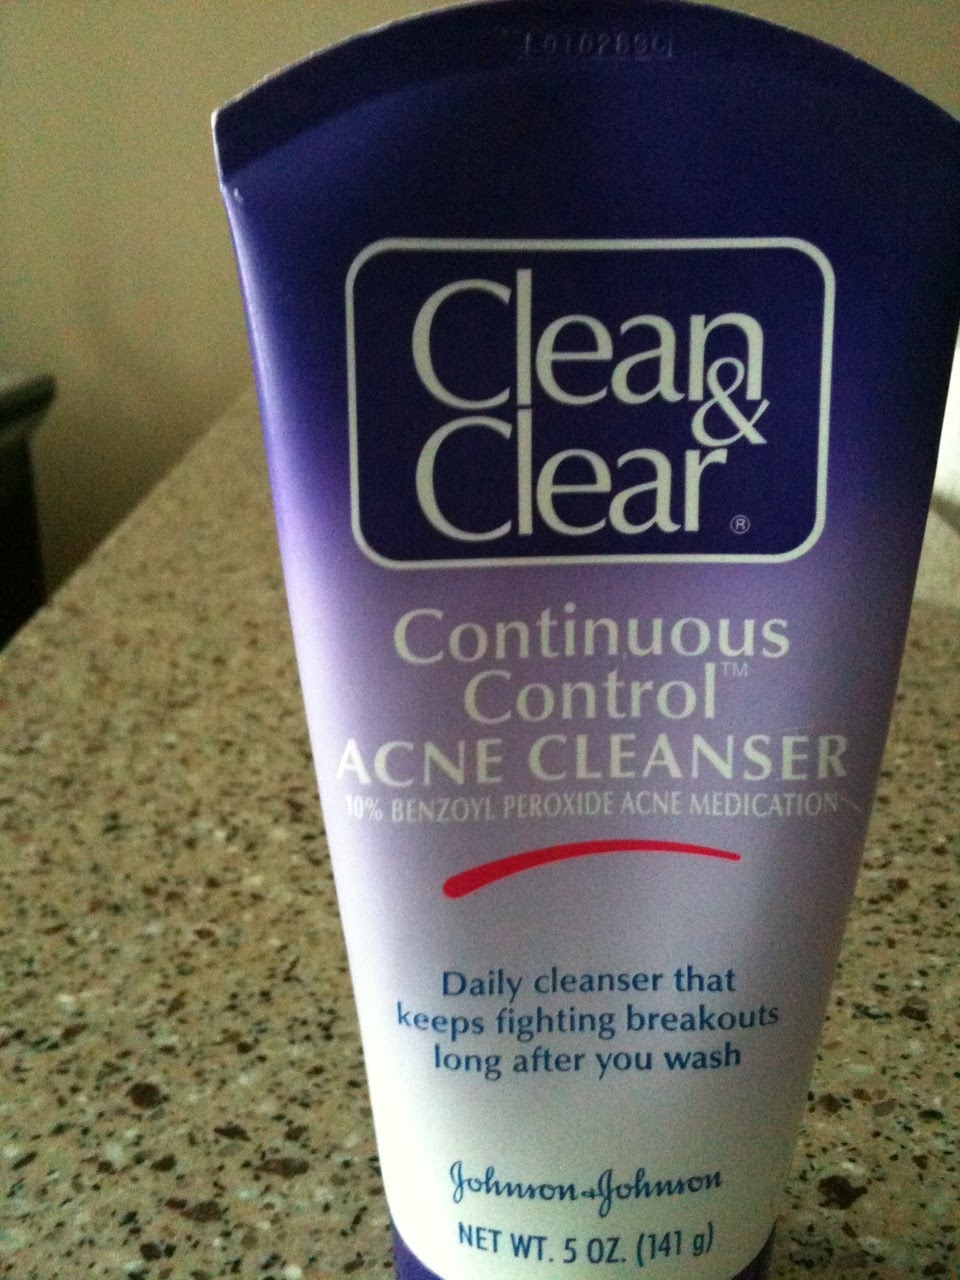 Clean
&
Clear®
Continuous
Control™
ACNE CLEANSER
10% BENZOYL PEROXIDE ACNE MEDICATION
Daily cleanser that
keeps fighting breakouts
long after you wash
Johnson & Johnson
NET WT. 5 OZ. (141 g)